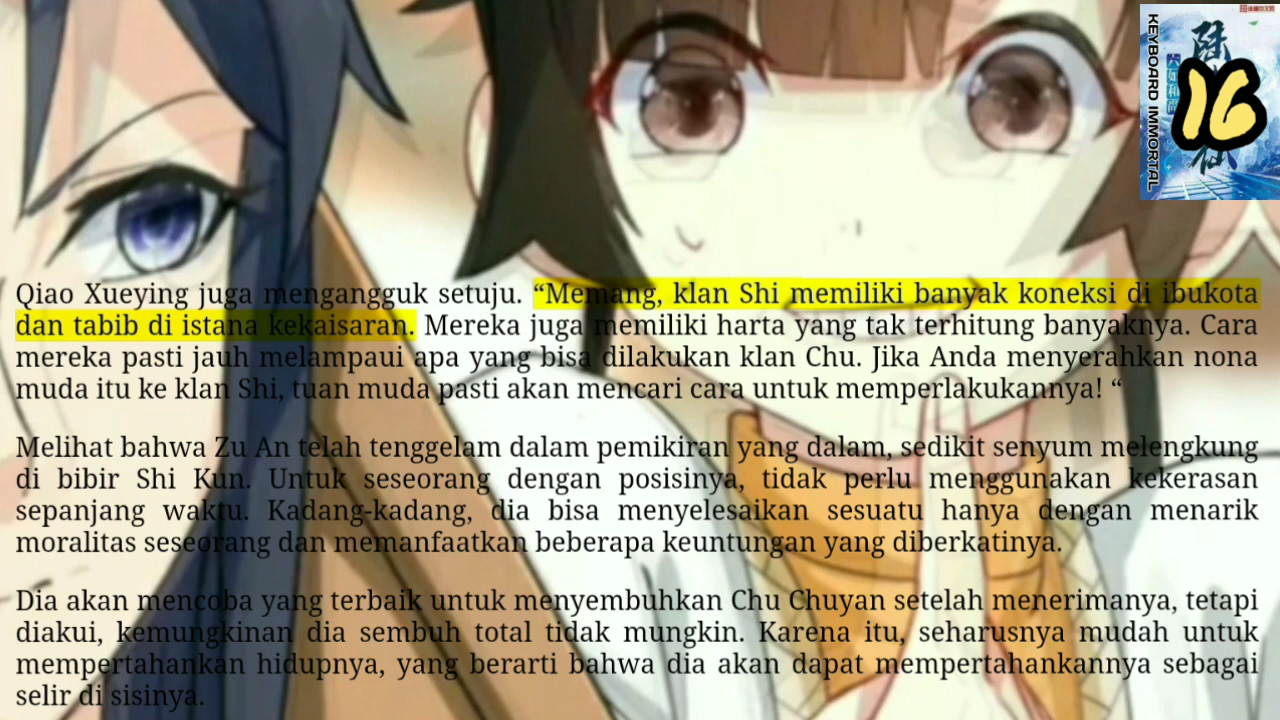 KEYBOARD IMMORTAL
16
Qiao Xueying juga mengangguk setuju. “Memang, klan Shi memiliki banyak koneksi di ibukota
dan tabib di istana kekaisaran. Mereka juga memiliki harta yang tak terhitung banyaknya. Cara
mereka pasti jauh melampaui apa yang bisa dilakukan klan Chu. Jika Anda menyerahkan nona
muda itu ke klan Shi, tuan muda pasti akan mencari cara untuk memperlakukannya! “
Melihat bahwa Zu An telah tenggelam dalam pemikiran yang dalam, sedikit senyum melengkung
di bibir Shi Kun. Untuk seseorang dengan posisinya, tidak perlu menggunakan kekerasan
sepanjang waktu. Kadang-kadang, dia bisa menyelesaikan sesuatu hanya dengan menarik
moralitas seseorang dan memanfaatkan beberapa keuntungan yang diberkatinya.
Dia akan mencoba yang terbaik untuk menyembuhkan Chu Chuyan setelah menerimanya, tetapi
diakui, kemungkinan dia sembuh total tidak mungkin. Karena itu, seharusnya mudah untuk
mempertahankan hidupnya, yang berarti bahwa dia akan dapat mempertahankannya sebagai
selir di sisinya.